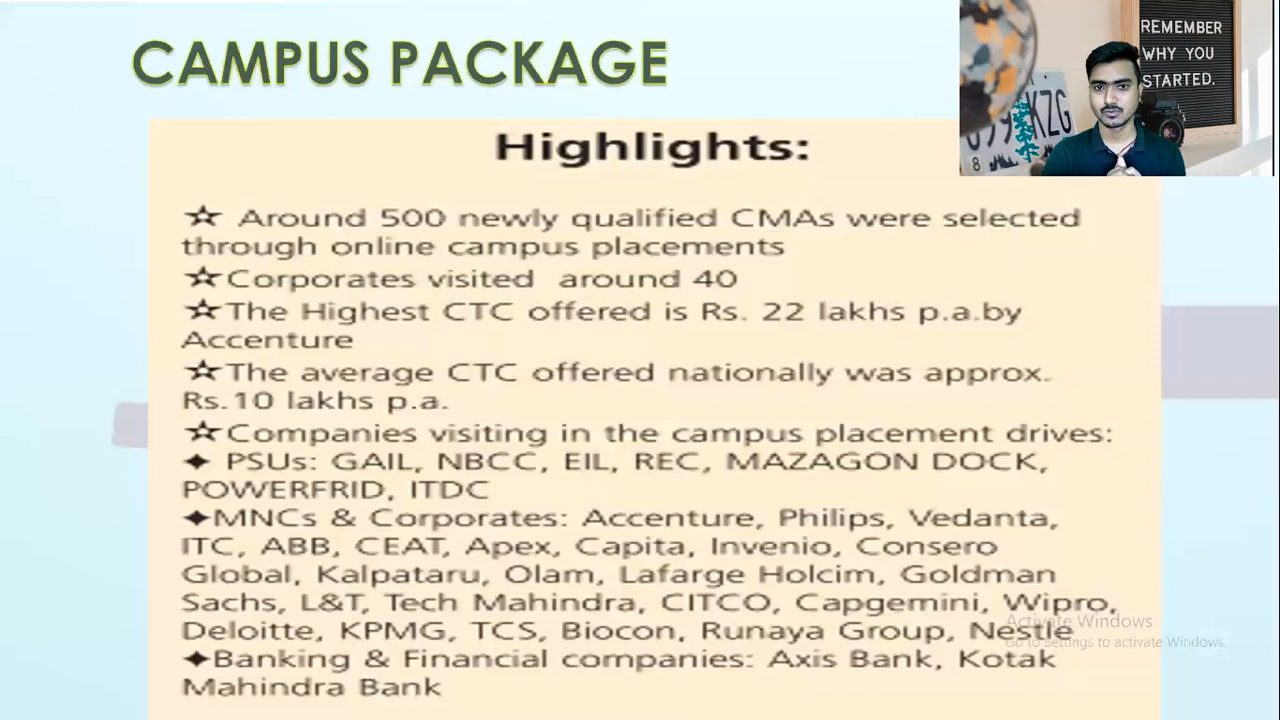 CAMPUS PACKAGE
REMEMBER
WHY YOU
STARTED.
KZG
8
Highlights:
☆ Around 500 newly qualified CMAs were selected
through online campus placements
☆Corporates visited around 40
☆The Highest CTC offered is Rs. 22 lakhs p.a.by
Accenture
☆The average CTC offered nationally was approx.
Rs.10 lakhs p.a.
☆Companies visiting in the campus placement drives:
✦ PSUs: GAIL, NBCC, EIL, REC, MAZAGON DOCK,
POWERFRID, ITDC
✦MNCs & Corporates: Accenture, Philips, Vedanta,
ITC, ABB, CEAT, Apex, Capita, Invenio, Consero
Global, Kalpataru, Olam, Lafarge Holcim, Goldman
Sachs, L&T, Tech Mahindra, CITCO, Capgemini, Wipro,
Deloitte, KPMG, TCS, Biocon, Runaya Group, Nestle
✦Banking & Financial companies: Axis Bank, Kotak
Mahindra Bank
Activate Windows
Go to Settings to activate Windows.